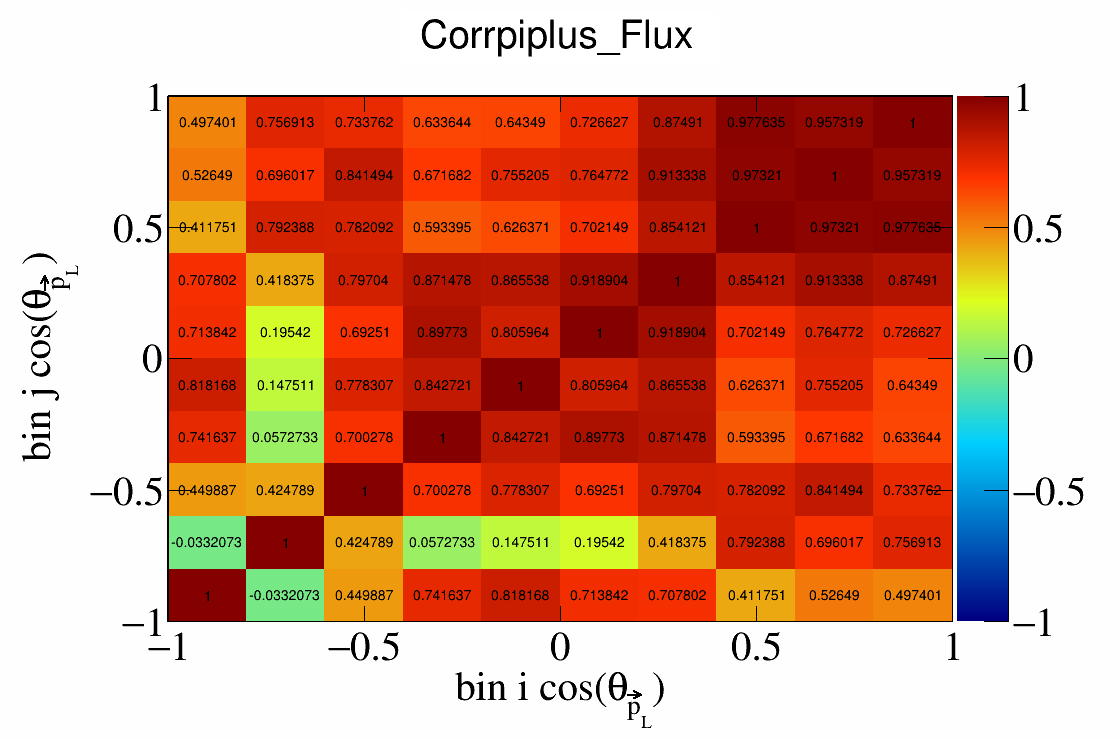 Corrpiplus_Flux
1 0.497401 0.756913 0.733762 0.633644 0.64349 0.726627 0.87491 0.977635 0.957319 1 1
0.52649 0.696017 0.841494 0.671682 0.755205 0.764772 0.913338 0.97321 1 0.957319
0.5 0.411751 0.792388 0.782092 0.593395 0.626371 0.702149 0.854121 1 0.97321 0.977635 0.5
0.707802 0.418375 0.79704 0.871478 0.865538 0.918904 1 0.854121 0.913338 0.87491
0.713842 0.19542 0.69251 0.89773 0.805964 1 0.918904 0.702149 0.764772 0.726627
0 0
0.818168 0.147511 0.778307 0.842721 1 0.805964 0.865538 0.626371 0.755205 0.64349
0.741637 0.0572733 0.700278 1 0.842721 0.89773 0.871478 0.593395 0.671682 0.633644
−0.5 0.449887 0.424789 1 0.700278 0.778307 0.69251 0.79704 0.782092 0.841494 0.733762 −0.5
-0.0332073 1 0.424789 0.0572733 0.147511 0.19542 0.418375 0.792388 0.696017 0.756913
1 -0.0332073 0.449887 0.741637 0.818168 0.713842 0.707802 0.411751 0.52649 0.497401
−1 −1
−1 −0.5 0 0.5 1
bin i cos(θp⃗L)
bin j cos(θp⃗L)